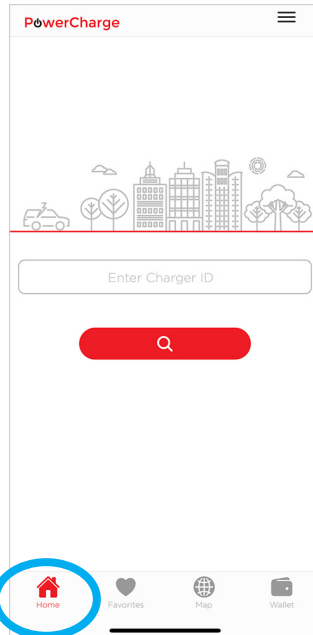 PowerCharge
Enter Charger ID
Home
Favorites
Map
Wallet